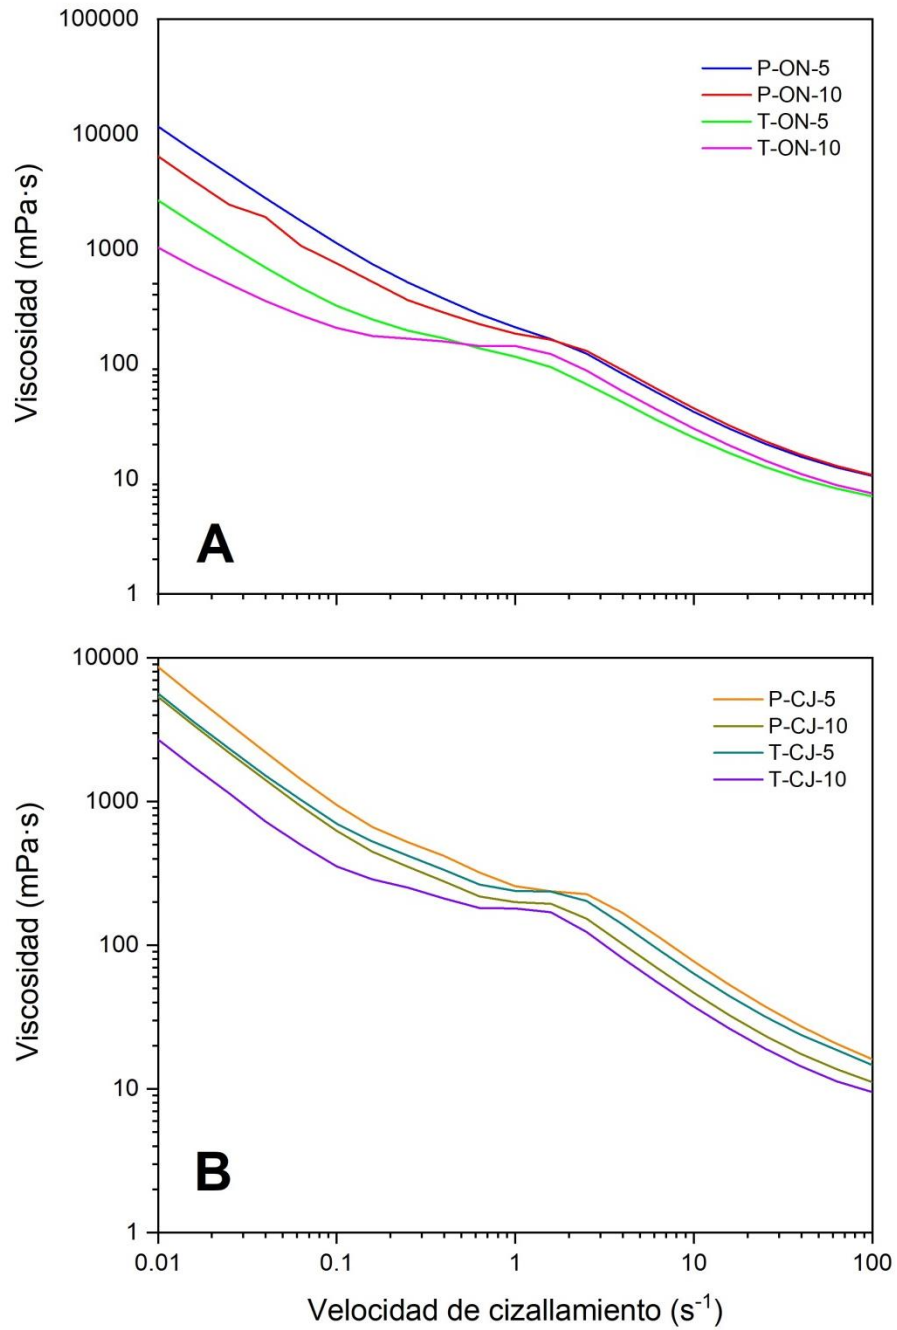 100000
10000
1000
100
10
1
Viscosidad (mPa·s)
P-ON-5
P-ON-10
T-ON-5
T-ON-10
A
10000
1000
100
10
1
Viscosidad (mPa·s)
P-CJ-5
P-CJ-10
T-CJ-5
T-CJ-10
B
0.01 0.1 1 10 100
Velocidad de cizallamiento (s⁻¹)